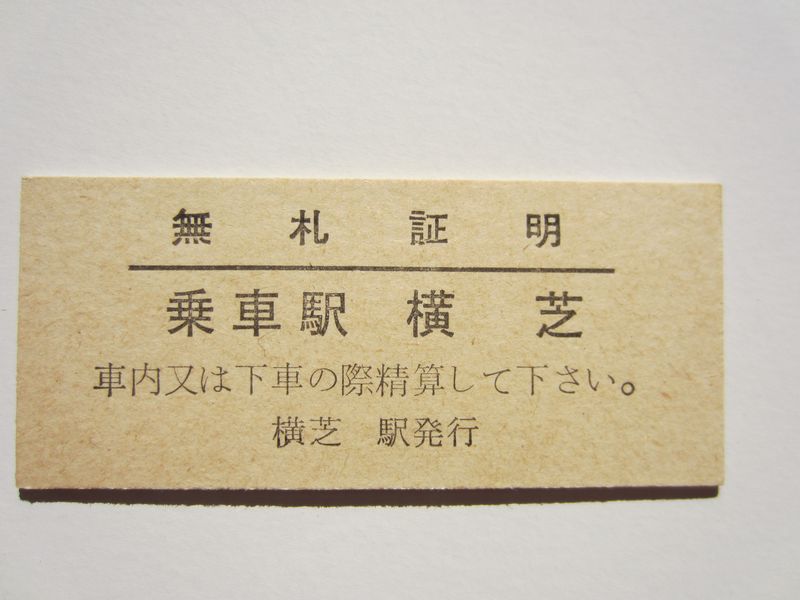 無札証明
乗車駅 横芝
車内又は下車の際精算して下さい。
横芝 駅発行